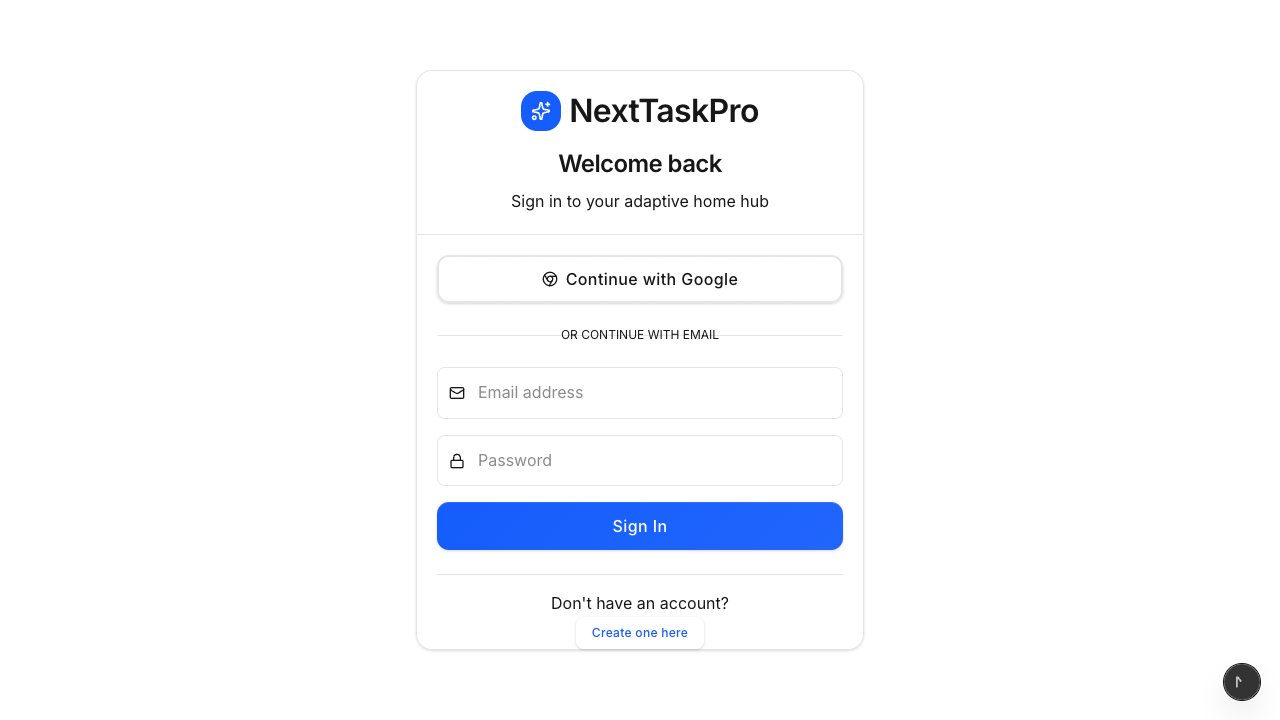 NextTaskPro
Welcome back
Sign in to your adaptive home hub
Continue with Google
OR CONTINUE WITH EMAIL
Email address
Password
Sign In
Don't have an account?
Create one here